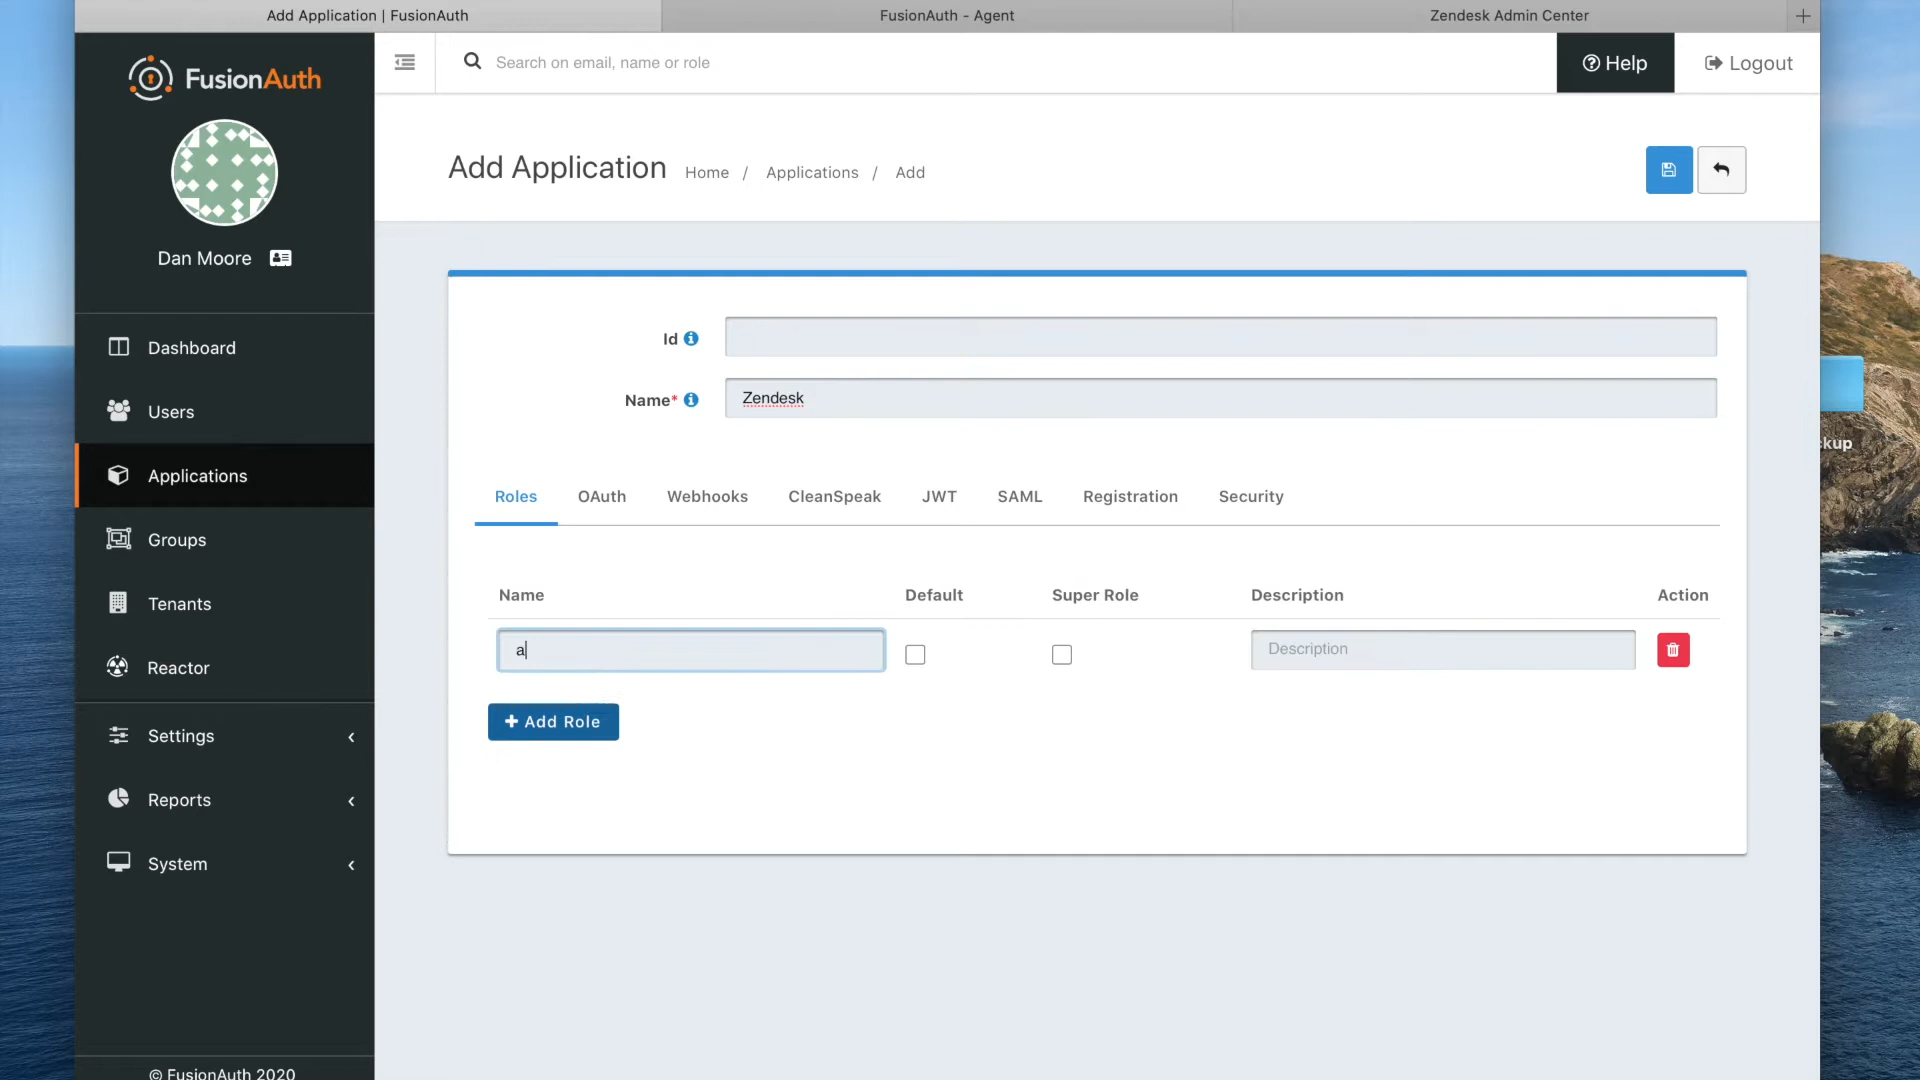 Add Application | FusionAuth
FusionAuth - Agent
Zendesk Admin Center
FusionAuth
Search on email, name or role
Help
Logout
Dan Moore
Add Application
Home / Applications / Add
Dashboard
Users
Applications
Groups
Tenants
Reactor
Settings
Reports
System
© FusionAuth 2020
Id
Name*
Zendesk
Roles
OAuth
Webhooks
CleanSpeak
JWT
SAML
Registration
Security
Name
Default
Super Role
Description
Action
a
Description
+ Add Role
ckup